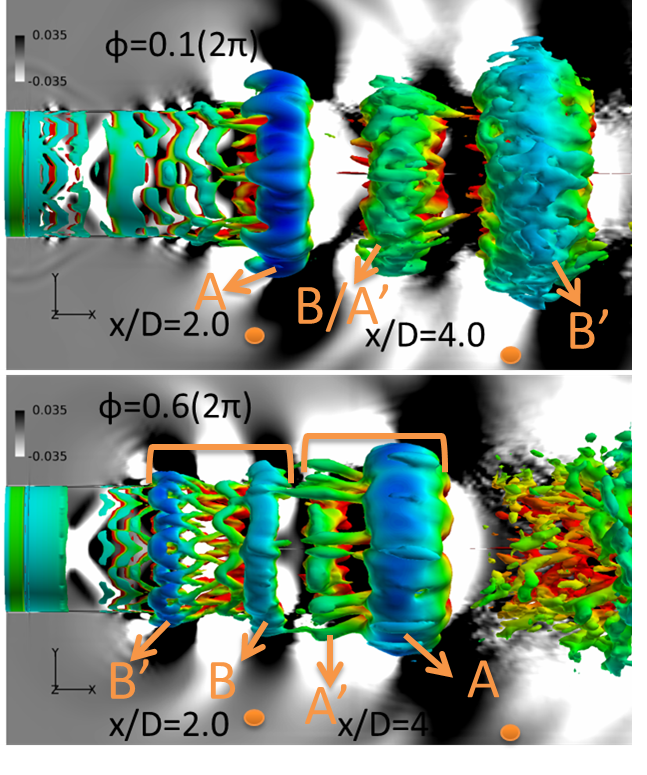 0.035
-0.035
ϕ=0.1(2π)
A
B/A’
B’
Y
Z X
x/D=2.0
x/D=4.0
0.035
-0.035
ϕ=0.6(2π)
Y
Z X
B’
B
A’
A
x/D=2.0
x/D=4